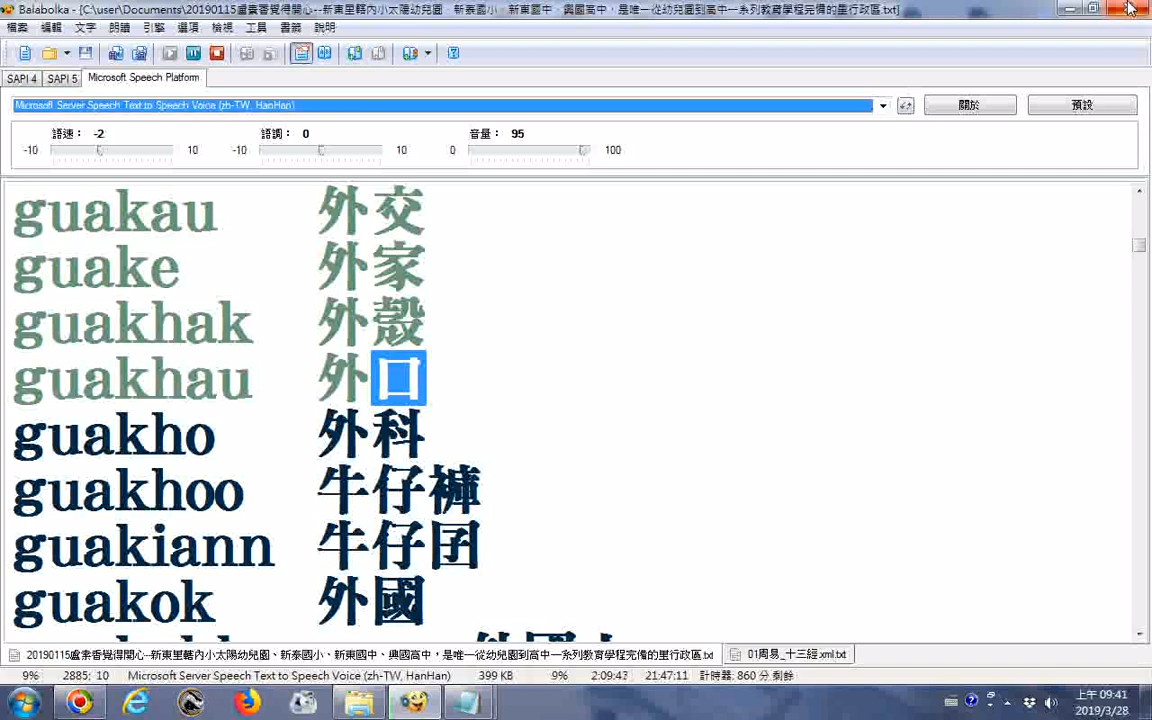 Balabolka - [C:\user\Documents\20190115盧素香覺得開心--新東里轄內小太陽幼兒園、新泰國小、新東國中、興國高中，是唯一從幼兒園到高中一系列教育學程完備的里行政區.txt]
檔案 編輯 文字 朗讀 引擎 選項 檢視 工具 書籤 說明
SAPI 4 SAPI 5 Microsoft Speech Platform
Microsoft Server Speech Text to Speech Voice (zh-TW, HanHan) 關於 預設
語速： -2 語調： 0 音量： 95
-10 10 -10 10 0 100
guakau 外交
guake 外家
guakhak 外殼
guakhau 外口
guakho 外科
guakhoo 牛仔褲
guakiann 牛仔囝
guakok 外國
20190115盧素香覺得開心--新東里轄內小太陽幼兒園、新泰國小、新東國中、興國高中，是唯一從幼兒園到高中一系列教育學程完備的里行政區.txt 01周易_十三經.xml.txt
9% 2885: 10 Microsoft Server Speech Text to Speech Voice (zh-TW, HanHan) 399 KB 9% 2:09:43 21:47:11 計時器: 860 分 剩餘
上午 09:41
2019/3/28